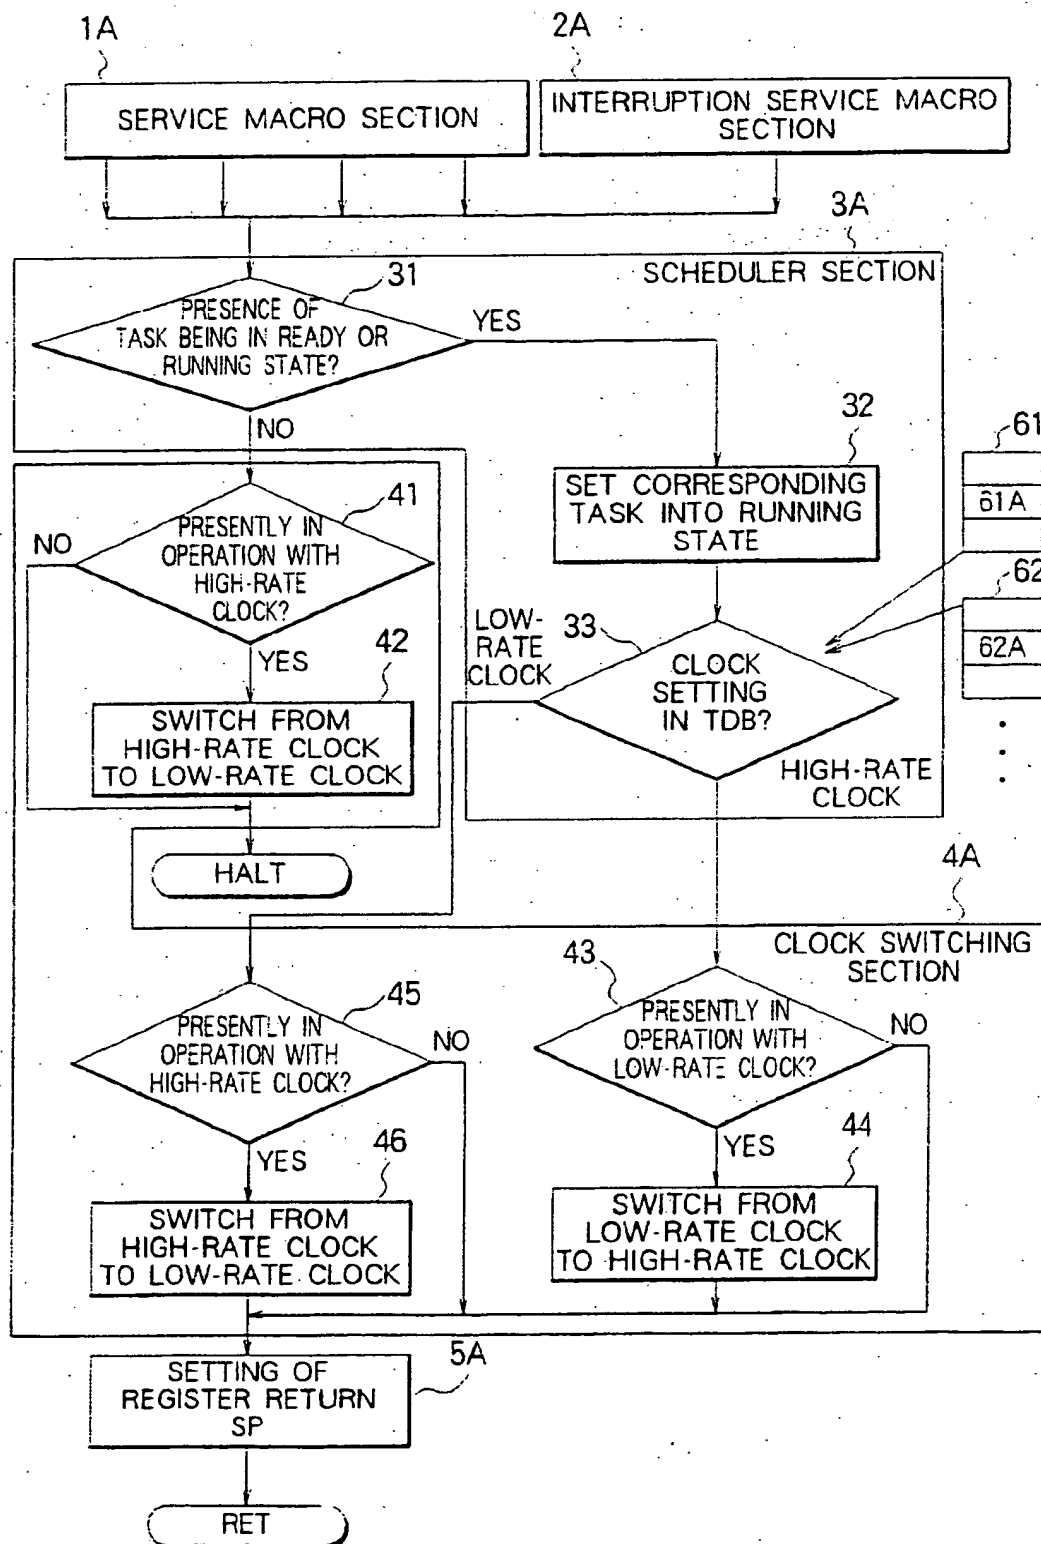 1A
2A
SERVICE MACRO SECTION
INTERRUPTION SERVICE MACRO
SECTION
3A
SCHEDULER SECTION
31
PRESENCE OF
TASK BEING IN READY OR
RUNNING STATE?
YES
NO
32
SET CORRESPONDING
TASK INTO RUNNING
STATE
61
61A
62
62A
41
PRESENTLY IN
OPERATION WITH
HIGH-RATE
CLOCK?
NO
YES
42
SWITCH FROM
HIGH-RATE CLOCK
TO LOW-RATE CLOCK
HALT
LOW-
RATE
CLOCK
33
CLOCK
SETTING
IN TDB?
HIGH-RATE
CLOCK
4A
CLOCK SWITCHING
SECTION
45
PRESENTLY IN
OPERATION WITH
HIGH-RATE CLOCK?
NO
YES
46
SWITCH FROM
HIGH-RATE CLOCK
TO LOW-RATE CLOCK
43
PRESENTLY IN
OPERATION WITH
LOW-RATE CLOCK?
NO
YES
44
SWITCH FROM
LOW-RATE CLOCK
TO HIGH-RATE CLOCK
5A
SETTING OF
REGISTER RETURN
SP
RET